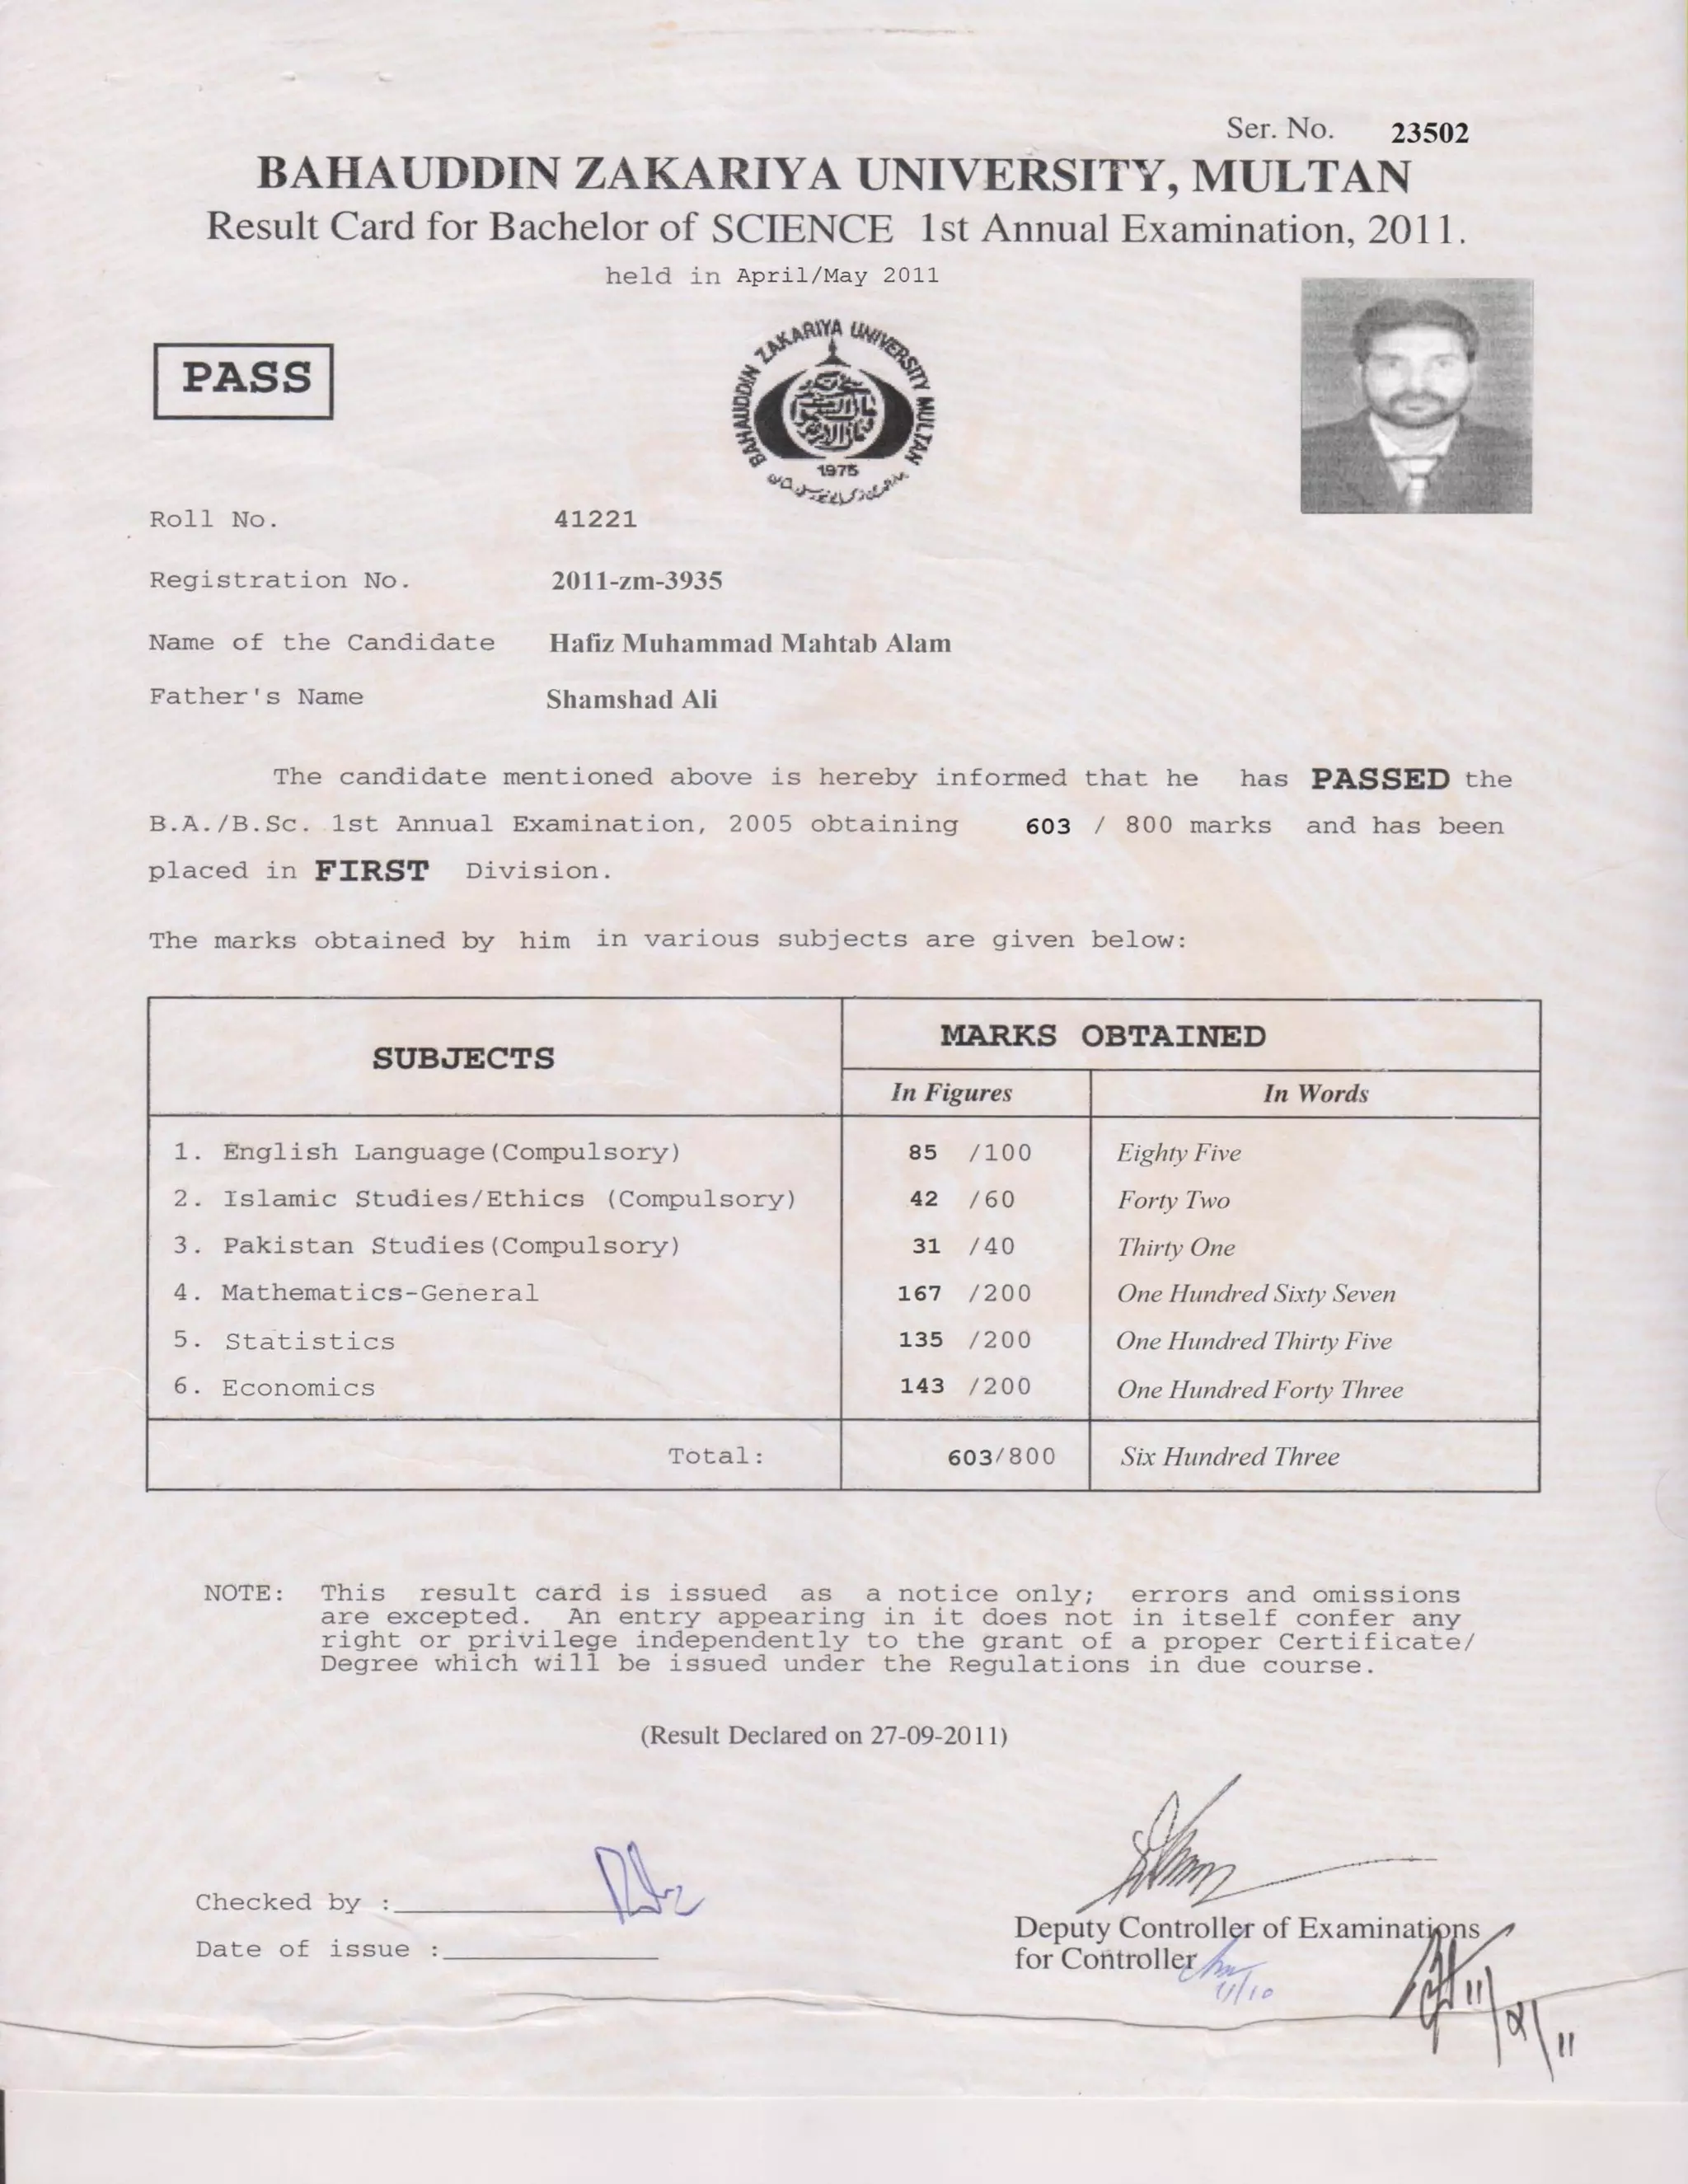 Ser. No. 23502
BAHAUDDIN ZAKARIYA UNIVERSITY, MULTAN
Result Card for Bachelor of SCIENCE 1st Annual Examination, 2011.
held in April/May 2011
PASS
BAHAUDDIN ZAKARIYA UNIVERSITY MULTAN
1975
Roll No. 41221
Registration No. 2011-zm-3935
Name of the Candidate Hafiz Muhammad Mahtab Alam
Father's Name Shamshad Ali
The candidate mentioned above is hereby informed that he has PASSED the
B.A./B.Sc. 1st Annual Examination, 2005 obtaining 603 / 800 marks and has been
placed in FIRST Division.
The marks obtained by him in various subjects are given below:
SUBJECTS MARKS OBTAINED
In Figures In Words
1. English Language(Compulsory) 85 /100 Eighty Five
2. Islamic Studies/Ethics (Compulsory) 42 /60 Forty Two
3. Pakistan Studies(Compulsory) 31 /40 Thirty One
4. Mathematics-General 167 /200 One Hundred Sixty Seven
5. Statistics 135 /200 One Hundred Thirty Five
6. Economics 143 /200 One Hundred Forty Three
Total: 603/800 Six Hundred Three
NOTE: This result card is issued as a notice only; errors and omissions
are excepted. An entry appearing in it does not in itself confer any
right or privilege independently to the grant of a proper Certificate/
Degree which will be issued under the Regulations in due course.
(Result Declared on 27-09-2011)
Checked by :
Date of issue :
Deputy Controller of Examinations
for Controller